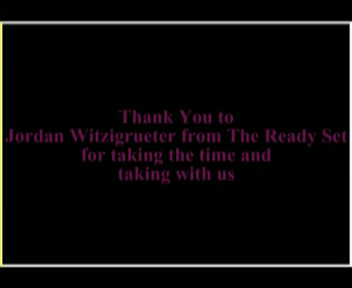 Thank You to
Jordan Witzigrueter from The Ready Set
for taking the time and
taking with us